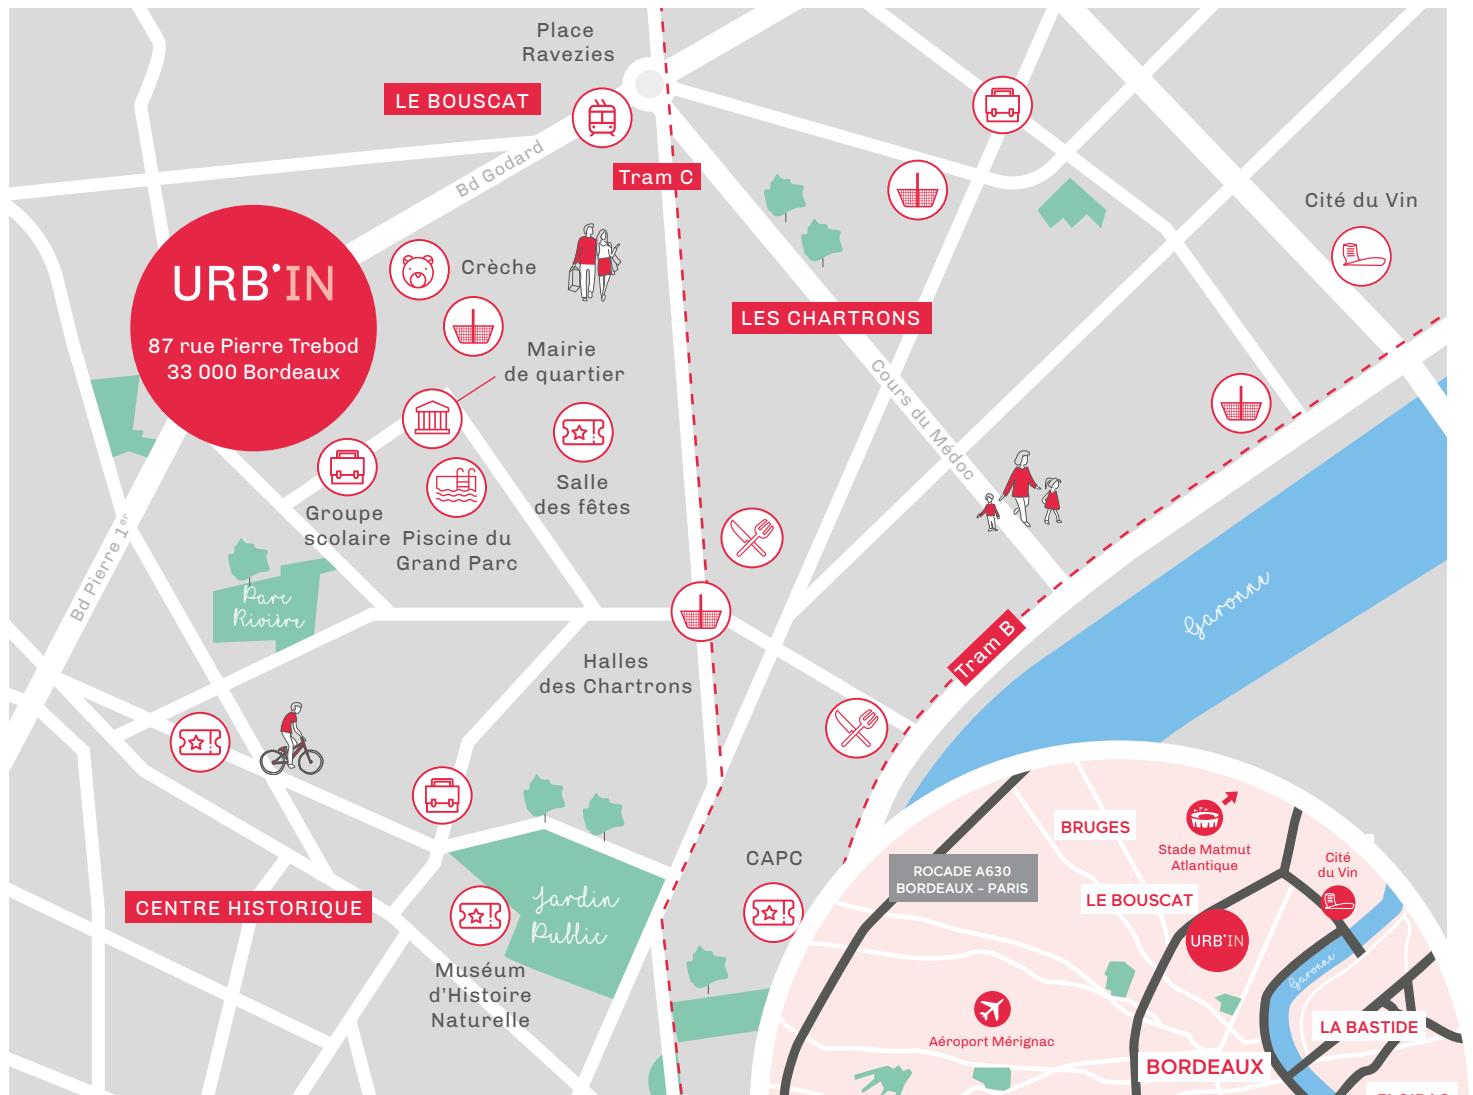 Place
Ravezies
LE BOUSCAT
Bd Godard
Tram C
Cité du Vin
URB'IN
87 rue Pierre Trebod
33 000 Bordeaux
Crèche
LES CHARTRONS
Mairie
de quartier
Cours du Médoc
Salle
des fêtes
Groupe
scolaire
Piscine du
Grand Parc
Bd Pierre 1er
Parc
Rivière
Garonne
Tram B
Halles
des Chartrons
CAPC
CENTRE HISTORIQUE
Jardin
Public
Muséum
d'Histoire
Naturelle
BRUGES
Stade Matmut
Atlantique
Cité
du Vin
ROCADE A630
BORDEAUX – PARIS
LE BOUSCAT
URB'IN
Garonne
Aéroport Mérignac
LA BASTIDE
BORDEAUX